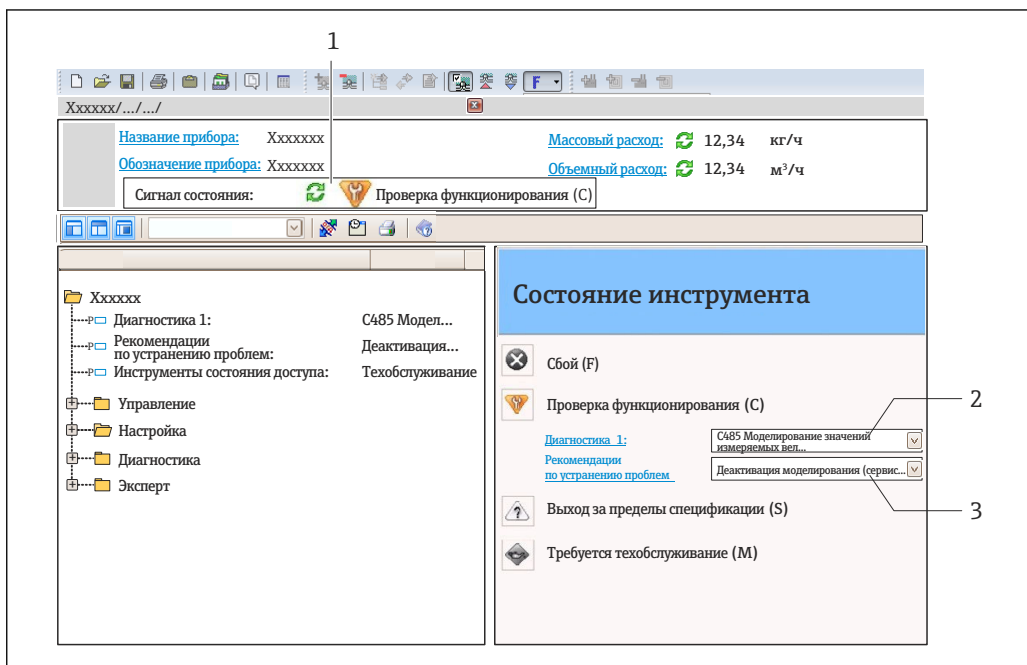 1
F
Xxxxxx/.../.../
Название прибора: Xxxxxxx
Массовый расход: 12,34 кг/ч
Обозначение прибора: Xxxxxxx
Объемный расход: 12,34 м³/ч
Сигнал состояния: Проверка функционирования (C)
Xxxxxx
Диагностика 1: C485 Модел...
Рекомендации
по устранению проблем: Деактивация...
Инструменты состояния доступа: Техобслуживание
Управление
Настройка
Диагностика
Эксперт
Состояние инструмента
Сбой (F)
Проверка функционирования (C)
2
Диагностика 1: C485 Моделирование значений
измеряемых вел...
Рекомендации
по устранению проблем Деактивация моделирования (сервис...
3
Выход за пределы спецификации (S)
Требуется техобслуживание (M)